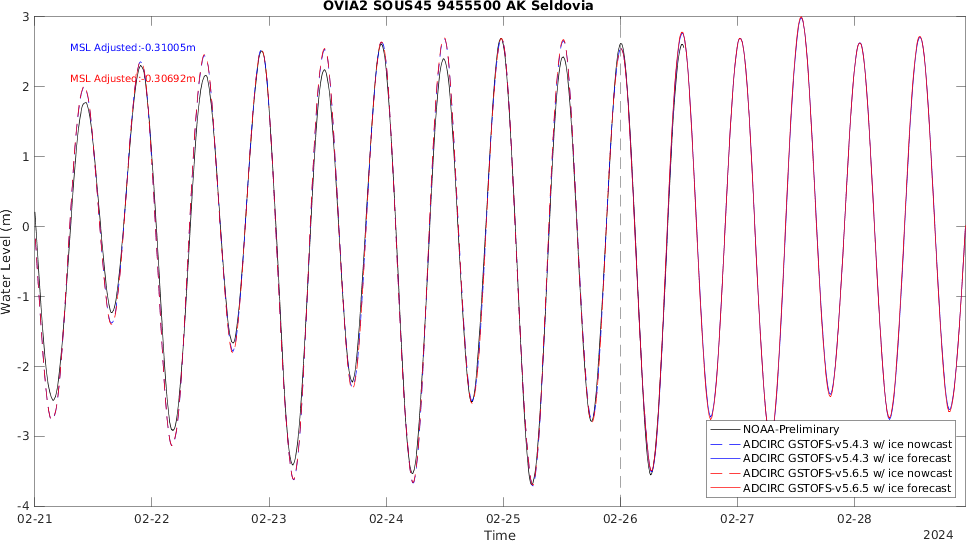 OVIA2 SOUS45 9455500 AK Seldovia
3
MSL Adjusted:-0.31005m
MSL Adjusted:-0.30692m
2
1
0
Water Level (m)
-1
-2
-3
-4
NOAA-Preliminary
ADCIRC GSTOFS-v5.4.3 w/ ice nowcast
ADCIRC GSTOFS-v5.4.3 w/ ice forecast
ADCIRC GSTOFS-v5.6.5 w/ ice nowcast
ADCIRC GSTOFS-v5.6.5 w/ ice forecast
02-21 02-22 02-23 02-24 02-25 02-26 02-27 02-28
Time
2024